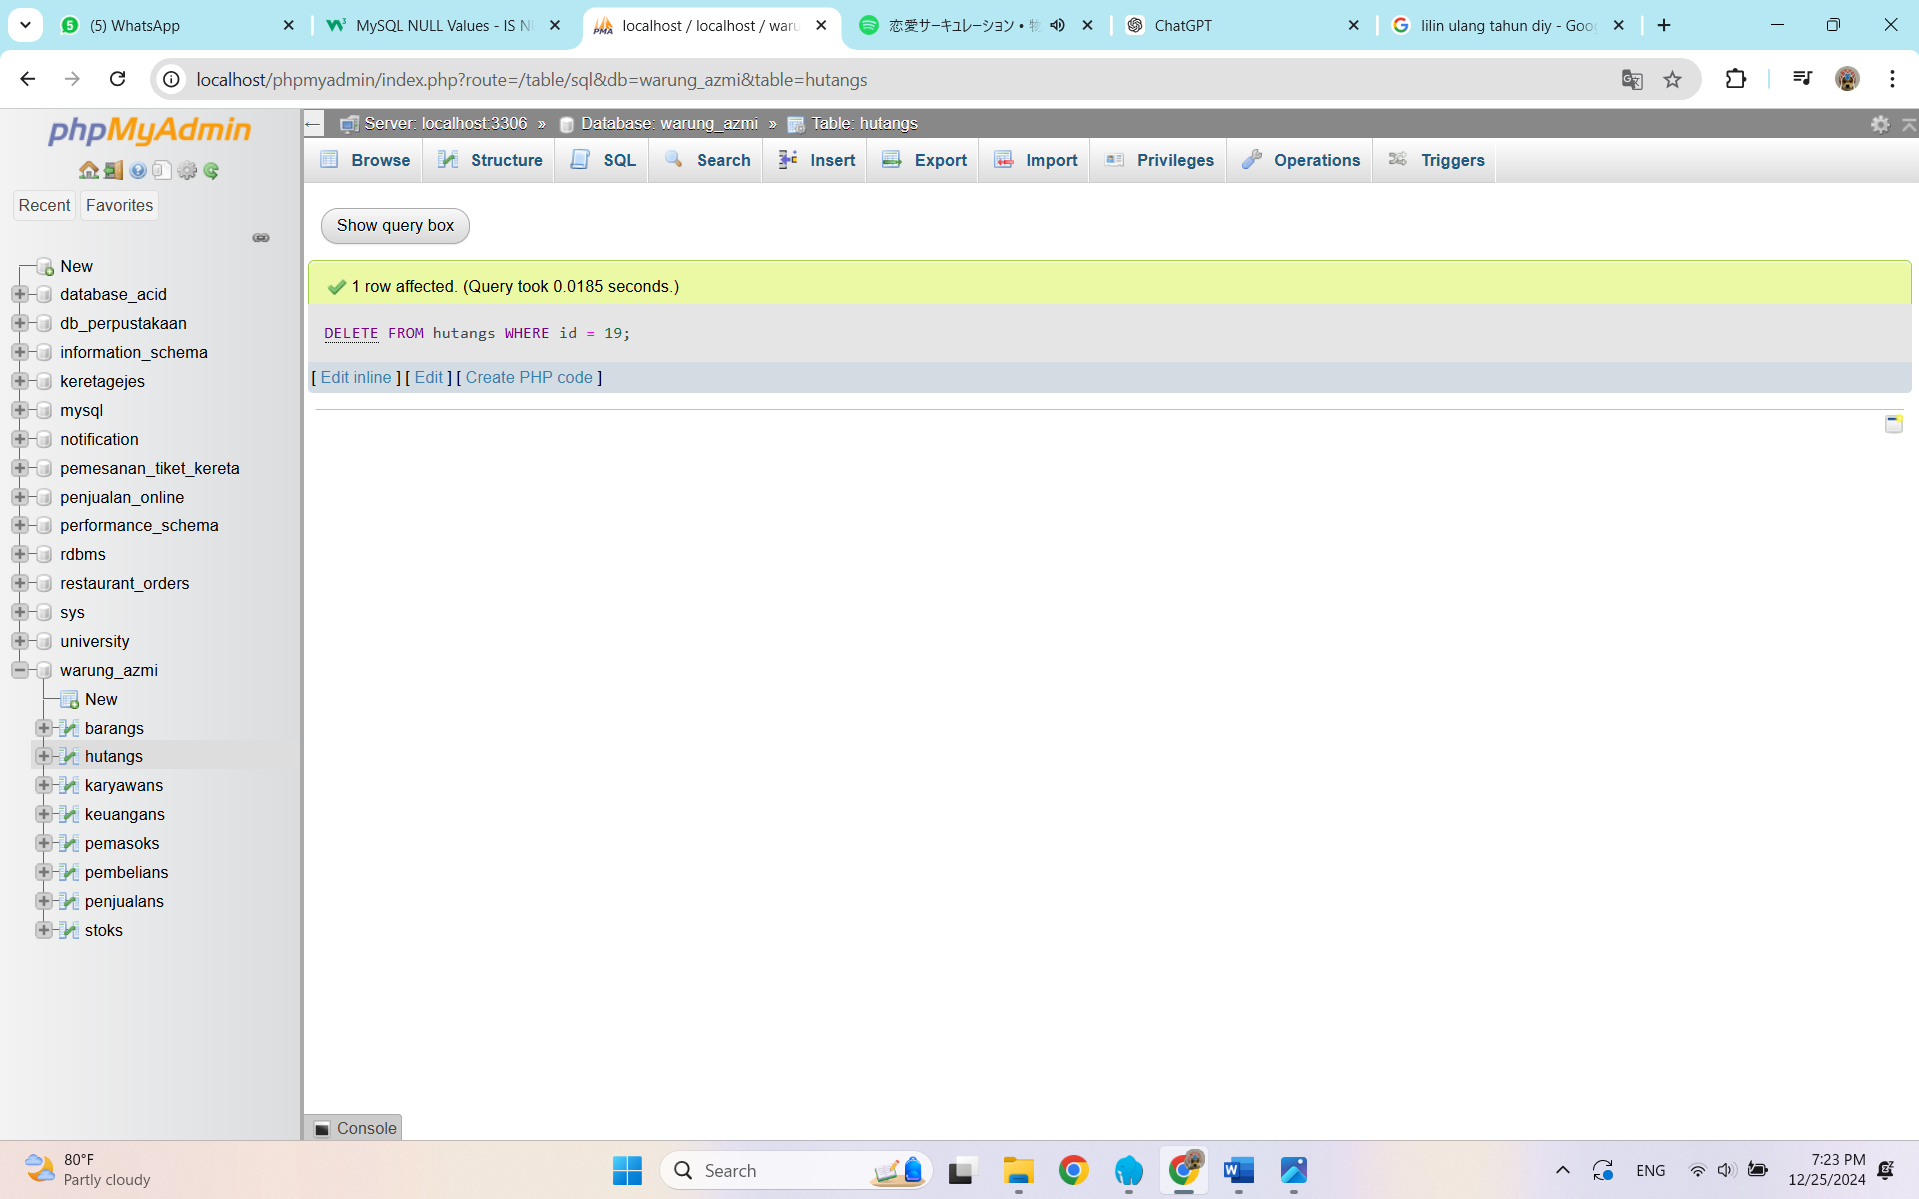 (5) WhatsApp
MySQL NULL Values - IS N
localhost / localhost / waru
恋愛サーキュレーション •
ChatGPT
lilin ulang tahun diy - Goo
localhost/phpmyadmin/index.php?route=/table/sql&db=warung_azmi&table=hutangs
phpMyAdmin
Recent
Favorites
New
database_acid
db_perpustakaan
information_schema
keretagejes
mysql
notification
pemesanan_tiket_kereta
penjualan_online
performance_schema
rdbms
restaurant_orders
sys
university
warung_azmi
New
barangs
hutangs
karyawans
keuangans
pemasoks
pembelians
penjualans
stoks
Server: localhost:3306 » Database: warung_azmi » Table: hutangs
Browse
Structure
SQL
Search
Insert
Export
Import
Privileges
Operations
Triggers
Show query box
1 row affected. (Query took 0.0185 seconds.)
DELETE FROM hutangs WHERE id = 19;
[ Edit inline ] [ Edit ] [ Create PHP code ]
Console
80°F
Partly cloudy
Search
ENG
7:23 PM
12/25/2024